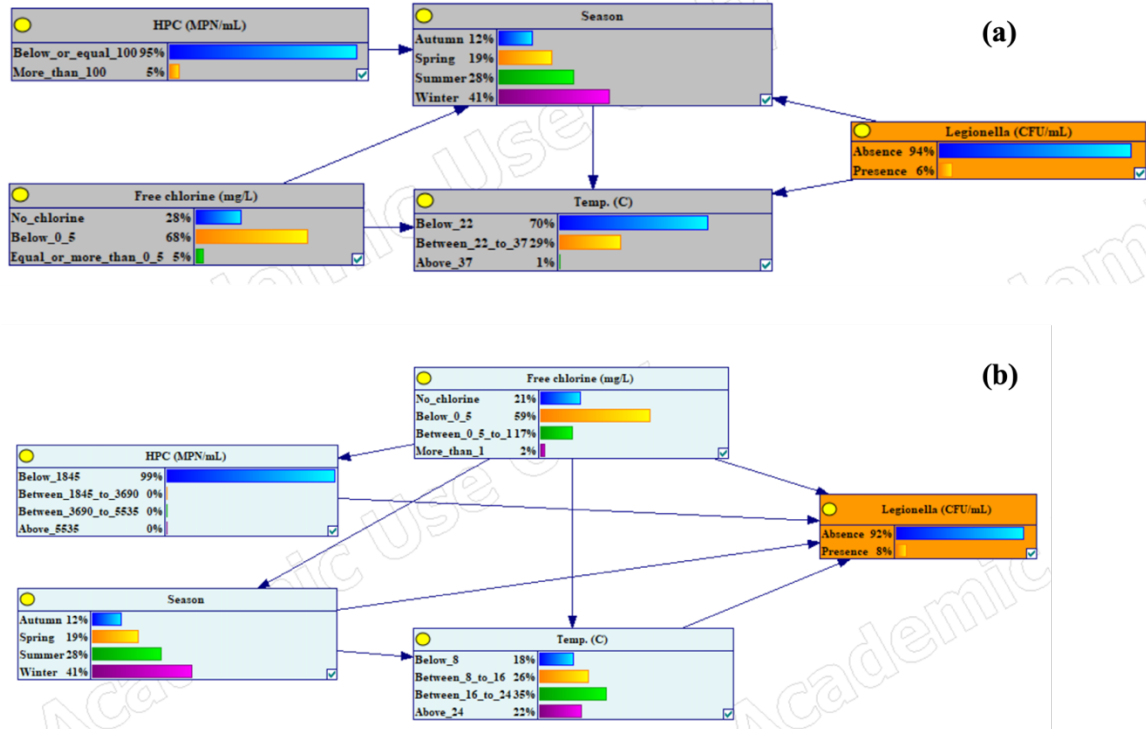 HPC (MPN/mL)
Below_or_equal_100 95%
More_than_100 5%
Season
Autumn 12%
Spring 19%
Summer 28%
Winter 41%
(a)
Legionella (CFU/mL)
Absence 94%
Presence 6%
Free chlorine (mg/L)
No_chlorine 28%
Below_0_5 68%
Equal_or_more_than_0_5 5%
Temp. (C)
Below_22 70%
Between_22_to_37 29%
Above_37 1%
(b)
Free chlorine (mg/L)
No_chlorine 21%
Below_0_5 59%
Between_0_5_to_1 17%
More_than_1 2%
HPC (MPN/mL)
Below_1845 99%
Between_1845_to_3690 0%
Between_3690_to_5535 0%
Above_5535 0%
Legionella (CFU/mL)
Absence 92%
Presence 8%
Season
Autumn 12%
Spring 19%
Summer 28%
Winter 41%
Temp. (C)
Below_8 18%
Between_8_to_16 26%
Between_16_to_24 35%
Above_24 22%
Academic